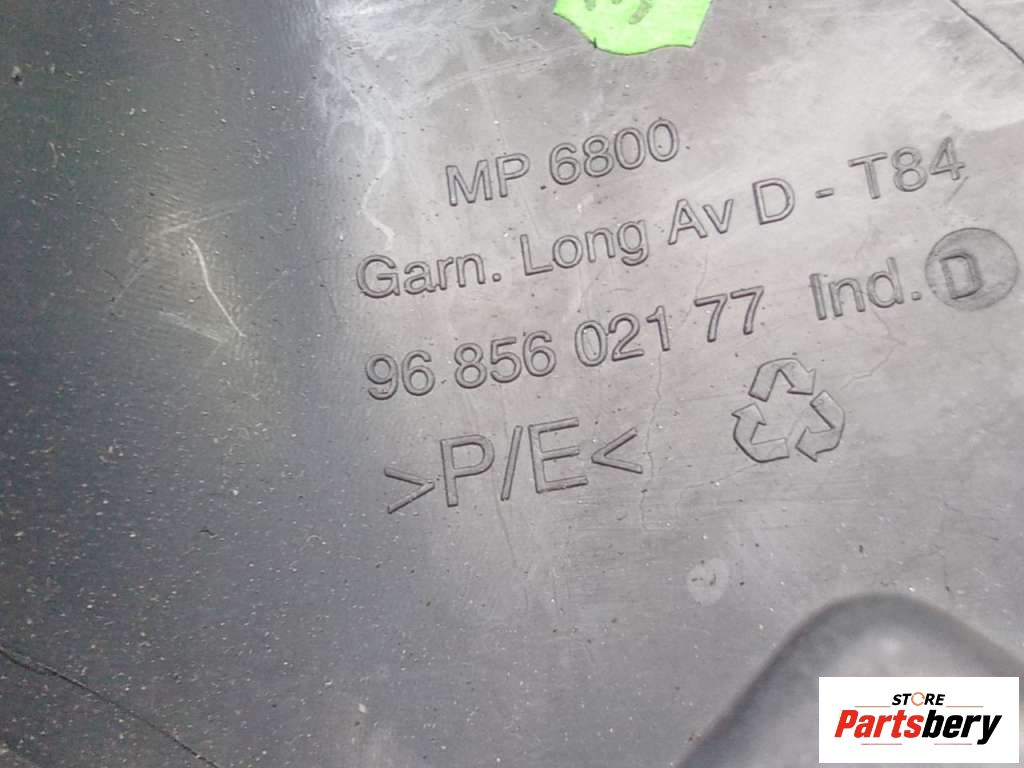 MP 6800
Garn. Long Av D - T84
96 856 021 77 Ind. D
>P/E<
STORE
Partsbery